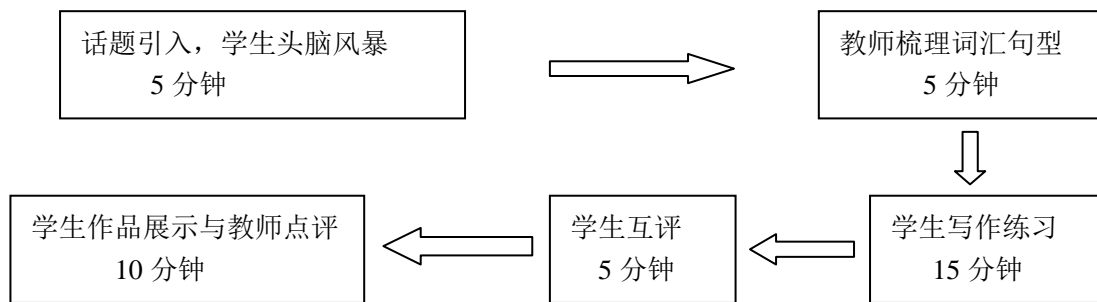 话题引入，学生头脑风暴
5 分钟
教师梳理词汇句型
5 分钟
学生写作练习
15 分钟
学生互评
5 分钟
学生作品展示与教师点评
10 分钟